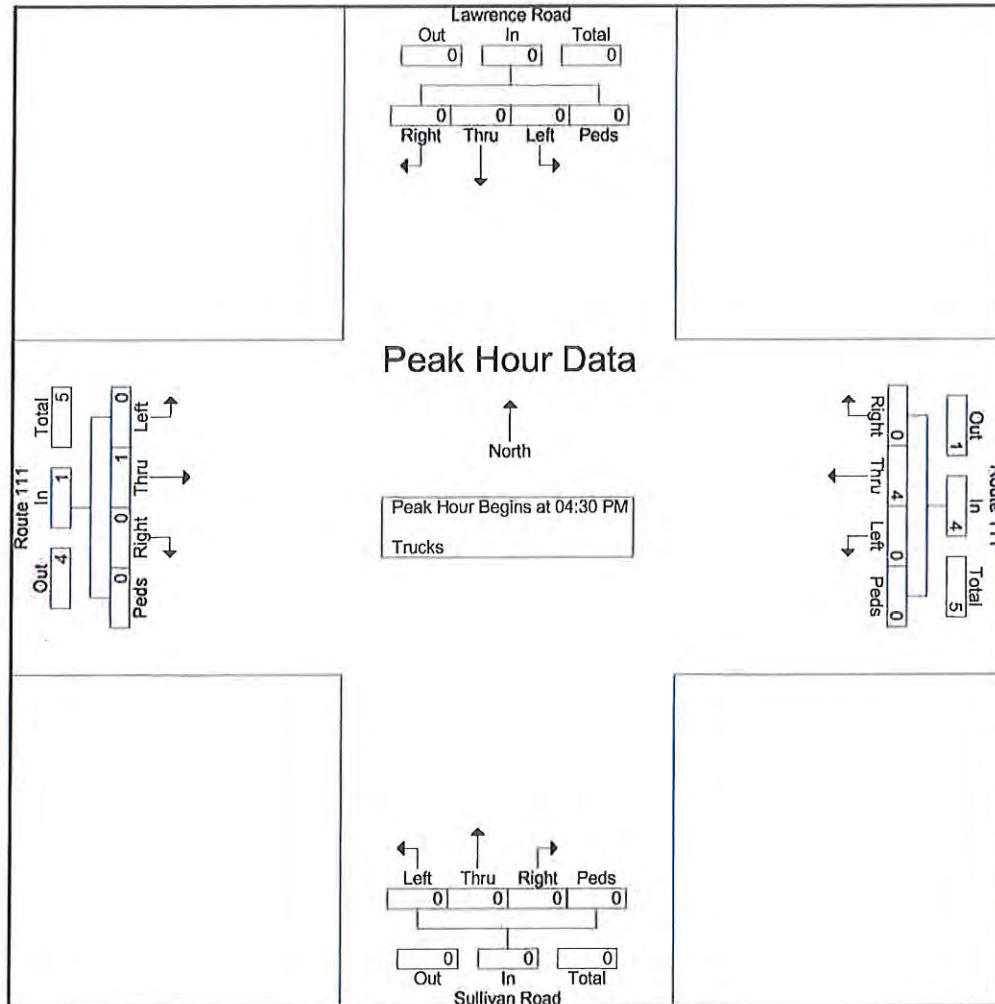 Lawrence Road
Out In Total
0 0 0
0 0 0 0
Right Thru Left Peds
Peak Hour Data
North
Peak Hour Begins at 04:30 PM
Trucks
Route 111
Total In Out
5 1 4
0 1 0 0
Left Thru Right Peds
Right Thru Left Peds
0 4 0 0
Out In Total
1 4 5
Left Thru Right Peds
0 0 0 0
0 0 0
Out In Total
Sullivan Road